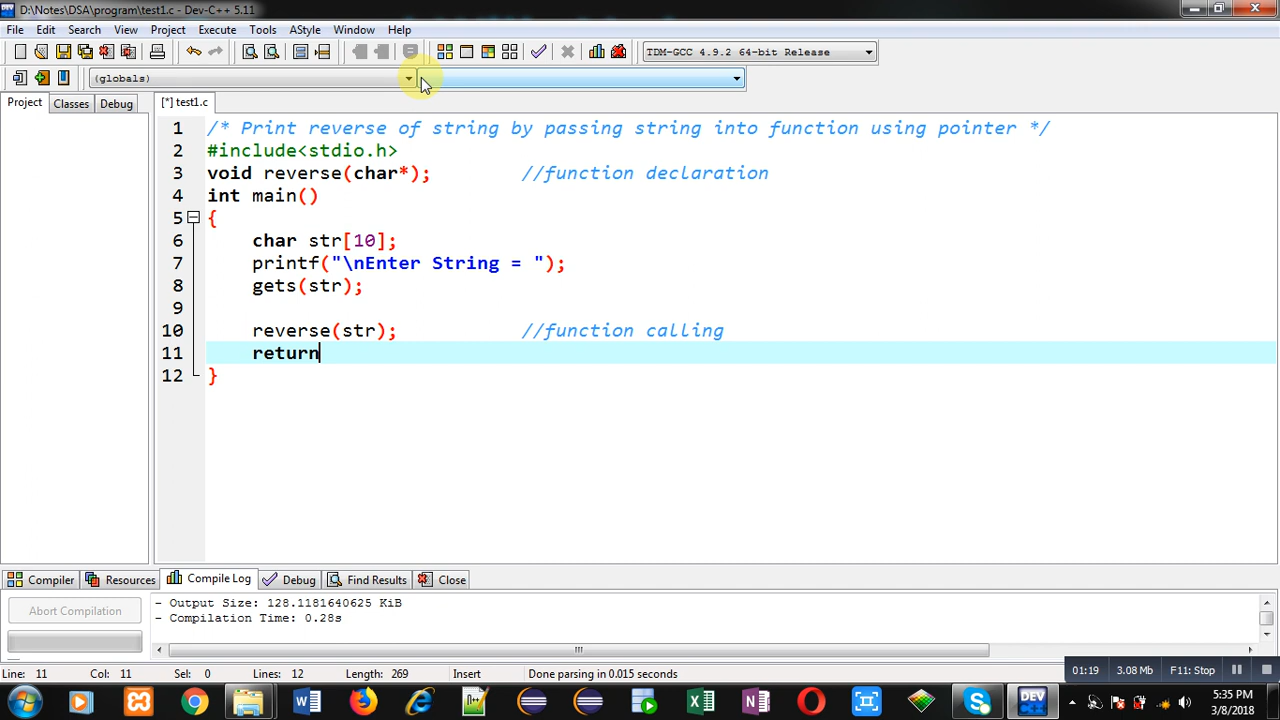 D:\Notes\DSA\program\test1.c - Dev-C++ 5.11
File Edit Search View Project Execute Tools AStyle Window Help
TDM-GCC 4.9.2 64-bit Release
(globals)
Project Classes Debug [*] test1.c
1 /* Print reverse of string by passing string into function using pointer */
2 #include<stdio.h>
3 void reverse(char*); //function declaration
4 int main()
5 {
6 char str[10];
7 printf("\nEnter String = ");
8 gets(str);
9
10 reverse(str); //function calling
11 return
12 }
Compiler Resources Compile Log Debug Find Results Close
Abort Compilation
- Output Size: 128.1181640625 KiB
- Compilation Time: 0.28s
Line: 11 Col: 11 Sel: 0 Lines: 12 Length: 269 Insert Done parsing in 0.015 seconds
01:19 3.08 Mb F11: Stop
DEV
5:35 PM
3/8/2018